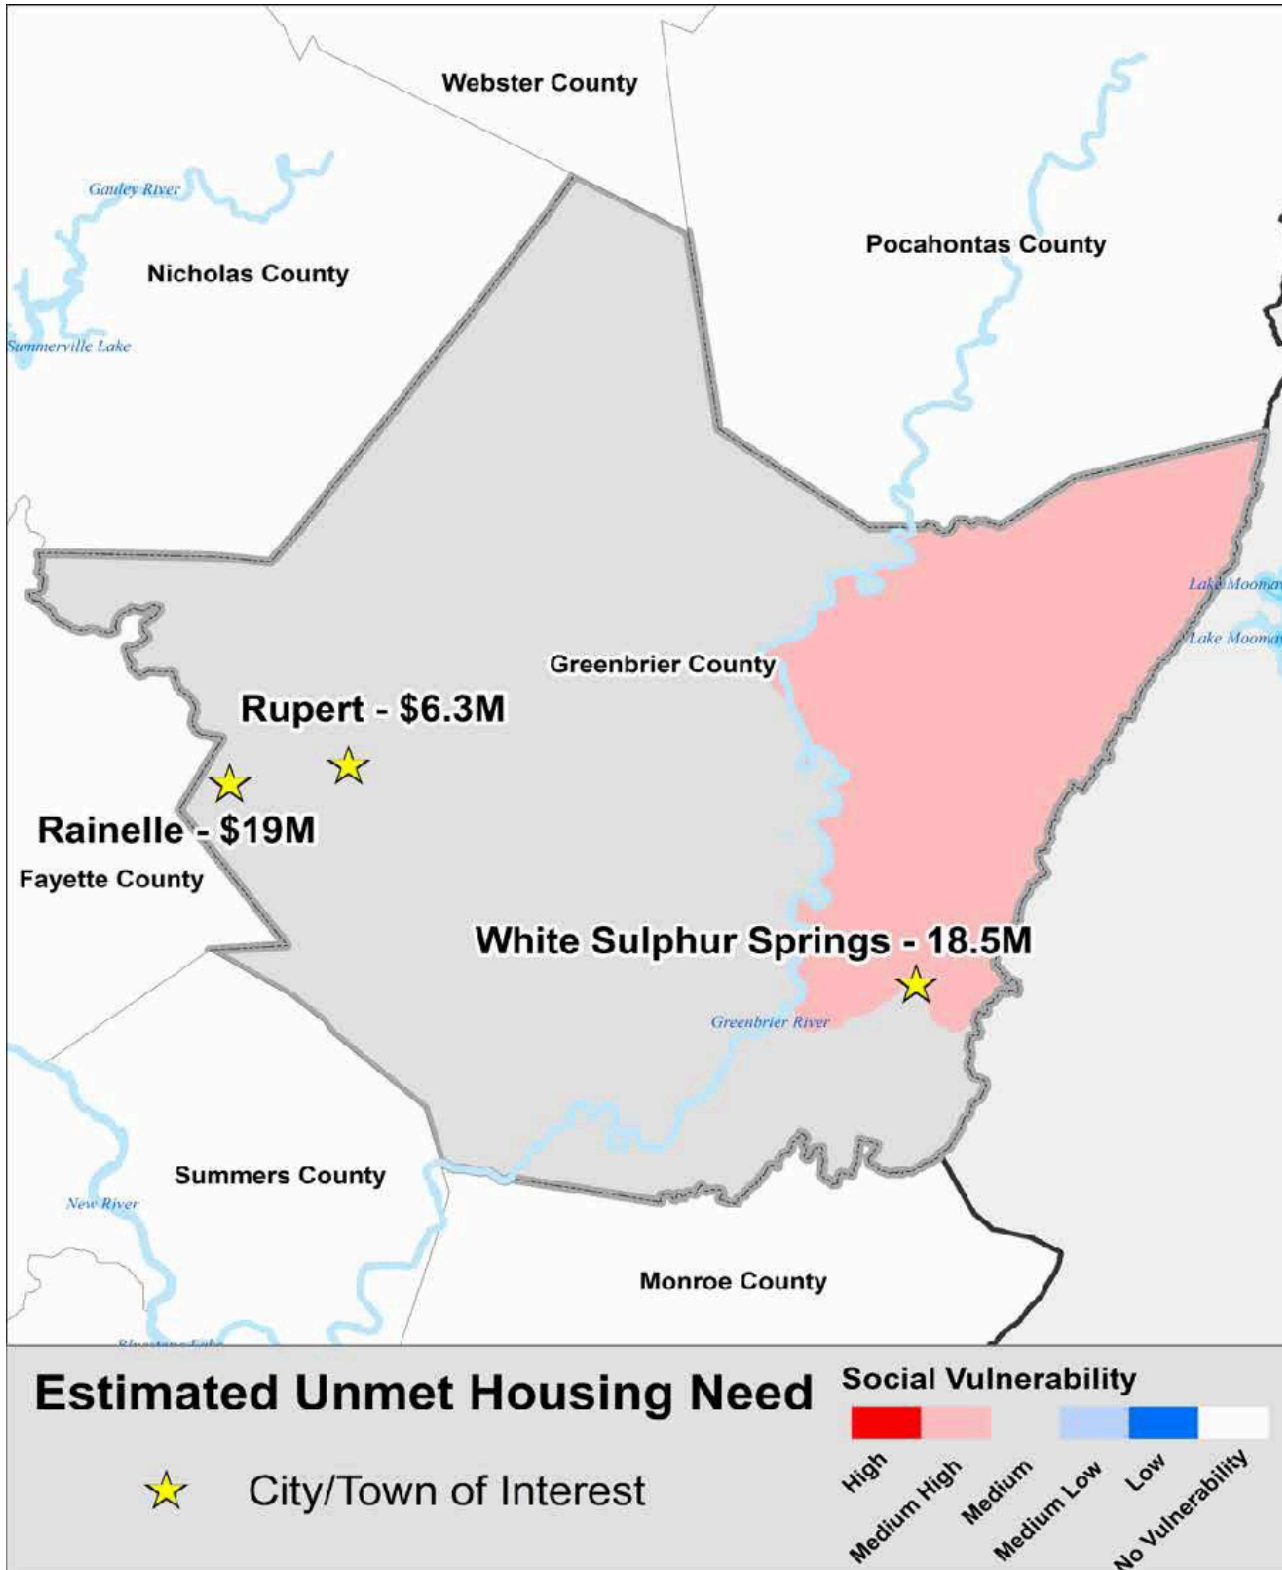 Webster County
Gauley River
Pocahontas County
Nicholas County
Summerville Lake
Lake Moomaw
Lake Moomaw
Greenbrier County
Rupert - $6.3M
Rainelle - $19M
Fayette County
White Sulphur Springs - 18.5M
Greenbrier River
Summers County
New River
Monroe County
Estimated Unmet Housing Need
City/Town of Interest
Social Vulnerability
High
Medium High
Medium
Medium Low
Low
No Vulnerability